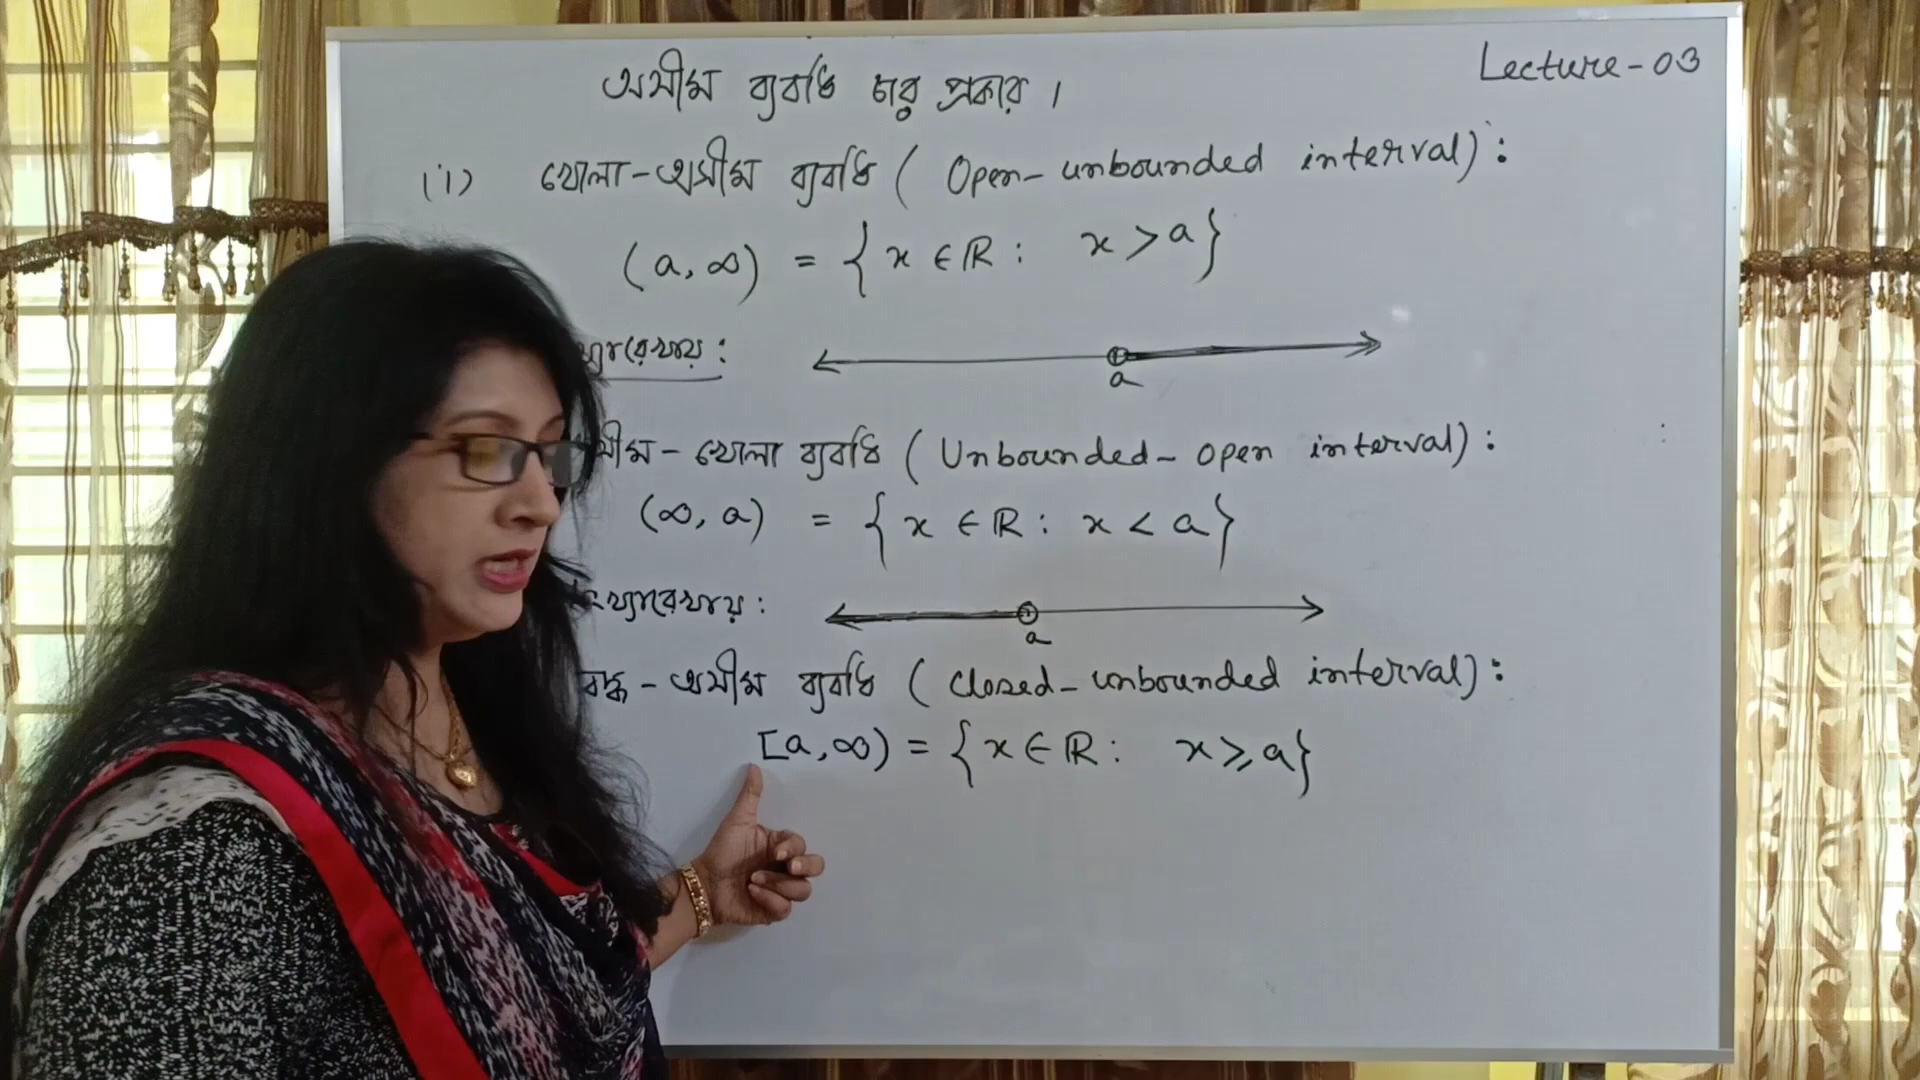 Lecture-03
অসীম ব্যবধি চার প্রকার ।
(i) খোলা-অসীম ব্যবধি ( Open-unbounded interval):
(a, ∞) = { x ∈ ℝ : x > a }
খ্যারেখায় :
a
সীম - খোলা ব্যবধি ( Unbounded- open interval) :
(∞, a) = { x ∈ ℝ : x < a }
ংখ্যারেখায় :
a
বদ্ধ - অসীম ব্যবধি ( Closed- unbounded interval) :
[a, ∞) = { x ∈ ℝ : x ⩾ a }